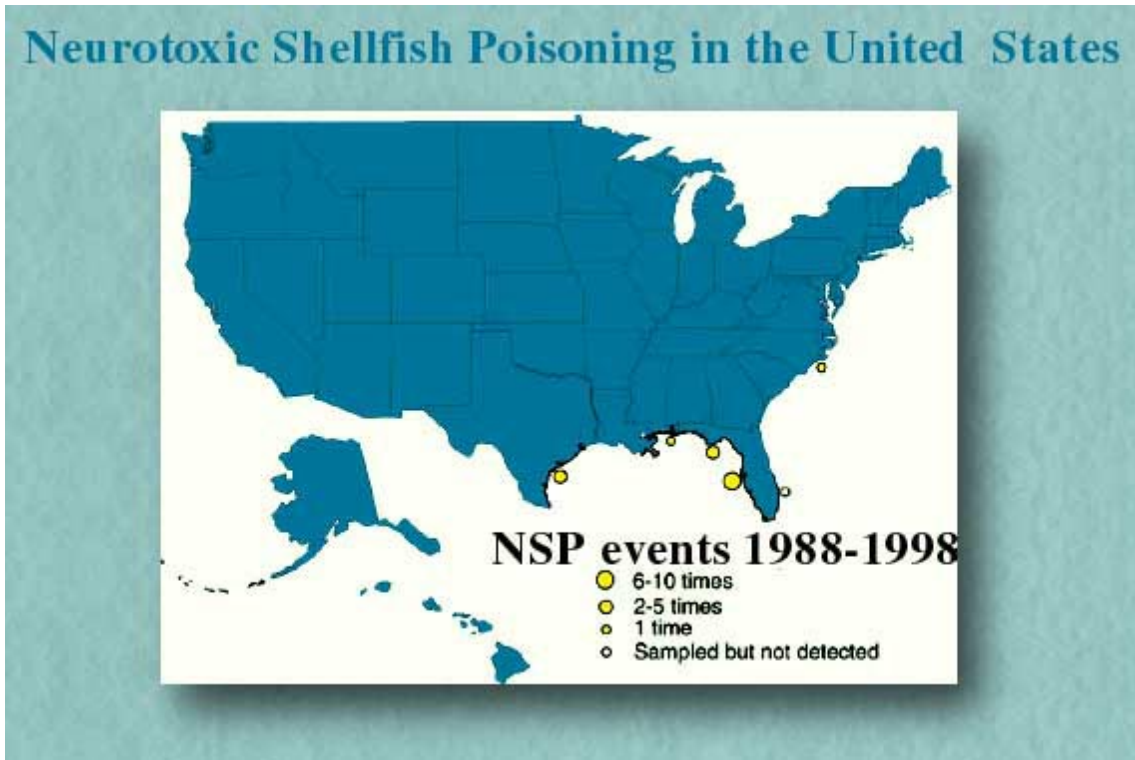 Neurotoxic Shellfish Poisoning in the United States
NSP events 1988-1998
6-10 times
2-5 times
1 time
Sampled but not detected